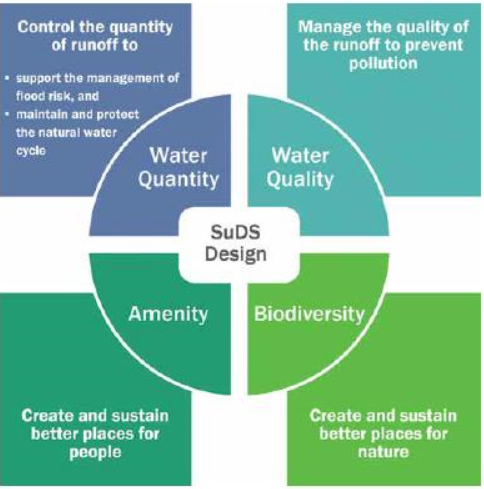 Control the quantity
of runoff to
• support the management of
flood risk, and
• maintain and protect
the natural water
cycle
Manage the quality of
the runoff to prevent
pollution
Water
Quantity
Water
Quality
SuDS
Design
Amenity
Biodiversity
Create and sustain
better places for
people
Create and sustain
better places for
nature